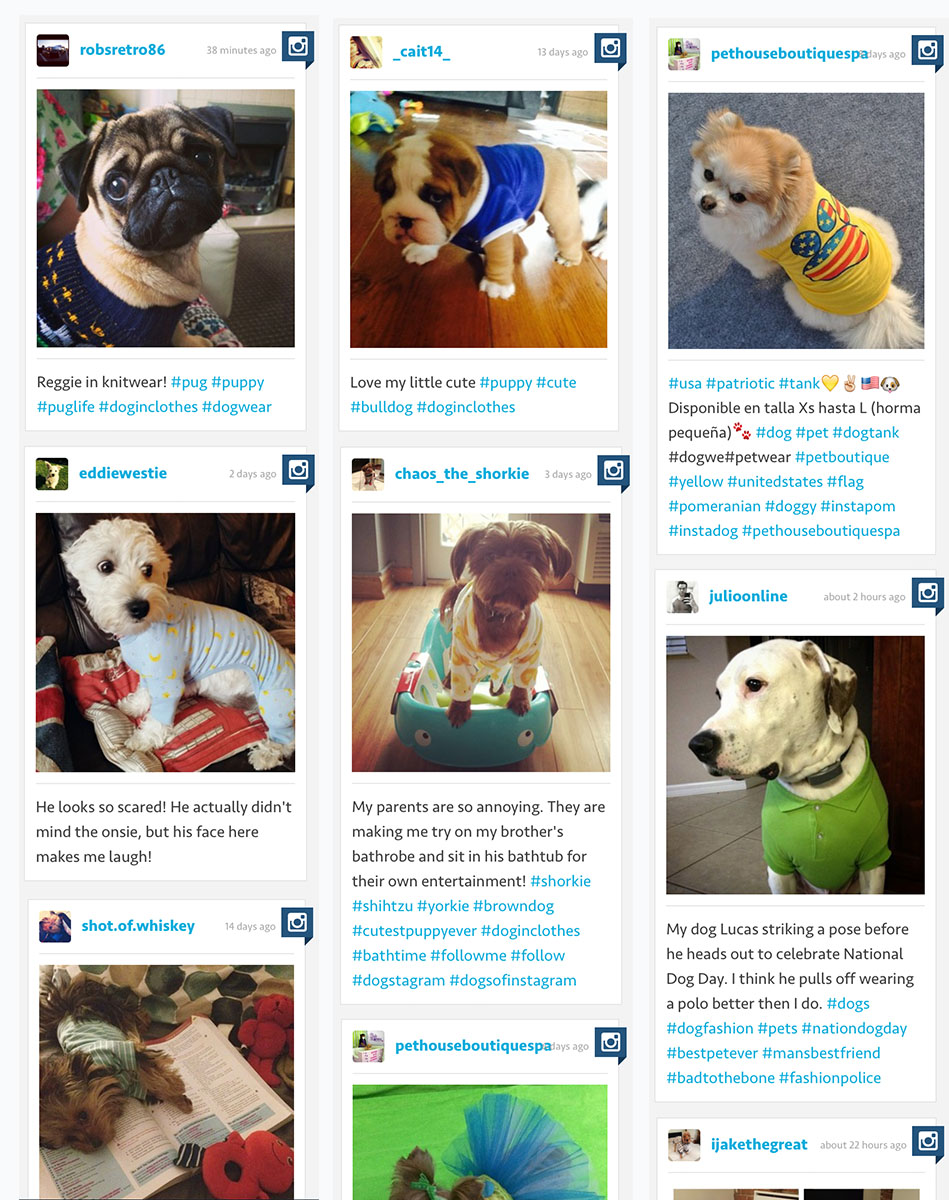 robsretro86
38 minutes ago
Reggie in knitwear! #pug #puppy
#puglife #doginclothes #dogwear
eddiewestie
2 days ago
He looks so scared! He actually didn't
mind the onsie, but his face here
makes me laugh!
shot.of.whiskey
14 days ago
_cait14_
13 days ago
Love my little cute #puppy #cute
#bulldog #doginclothes
chaos_the_shorkie
3 days ago
My parents are so annoying. They are
making me try on my brother's
bathrobe and sit in his bathtub for
their own entertainment! #shorkie
#shihtzu #yorkie #browndog
#cutestpuppyever #doginclothes
#bathtime #followme #follow
#dogstagram #dogsofinstagram
pethouseboutiquespa
days ago
pethouseboutiquespa
days ago
#usa #patriotic #tank💛✌🏼🇺🇸🐶
Disponible en talla Xs hasta L (horma
pequeña)🐾 #dog #pet #dogtank
#dogwe#petwear #petboutique
#yellow #unitedstates #flag
#pomeranian #doggy #instapom
#instadog #pethouseboutiquespa
julioonline
about 2 hours ago
My dog Lucas striking a pose before
he heads out to celebrate National
Dog Day. I think he pulls off wearing
a polo better then I do. #dogs
#dogfashion #pets #nationdogday
#bestpetever #mansbestfriend
#badtothebone #fashionpolice
ijakethegreat
about 22 hours ago